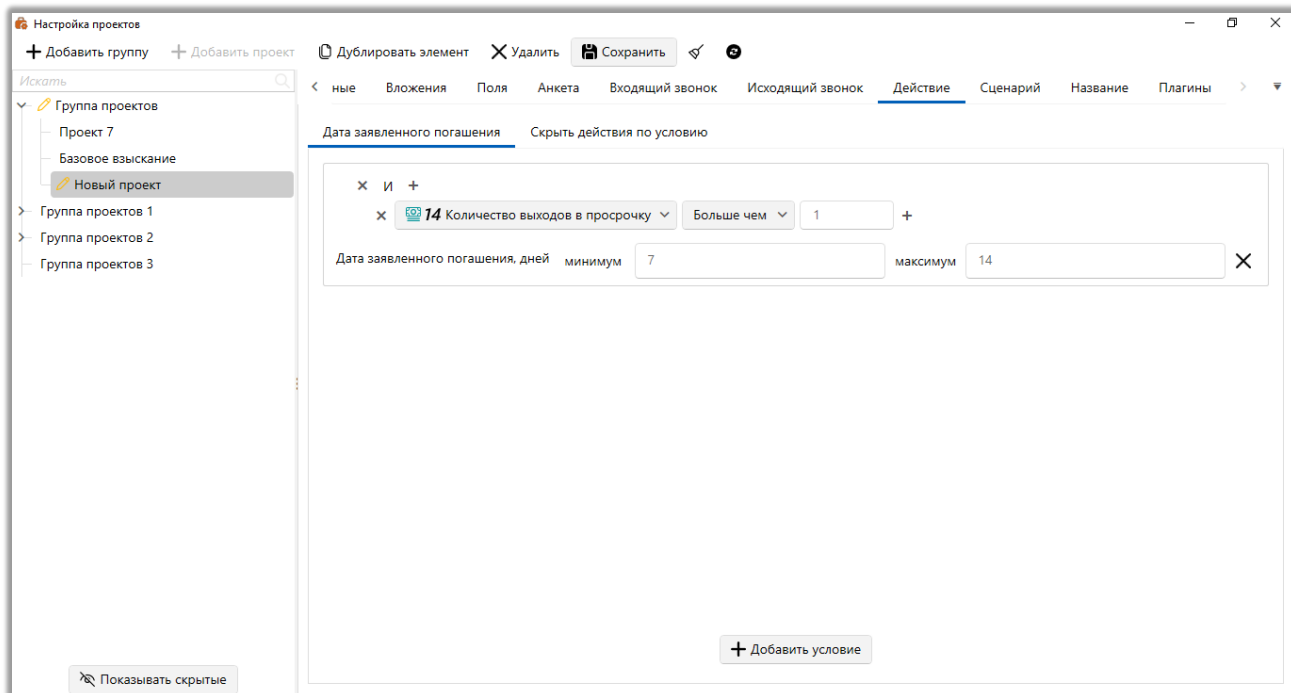 Настройка проектов
Добавить группу Добавить проект Дублировать элемент Удалить Сохранить
Искать
ные Вложения Поля Анкета Входящий звонок Исходящий звонок Действие Сценарий Название Плагины
Группа проектов
Проект 7
Базовое взыскание
Новый проект
Группа проектов 1
Группа проектов 2
Группа проектов 3
Дата заявленного погашения Скрыть действия по условию
И
14 Количество выходов в просрочку Больше чем 1
Дата заявленного погашения, дней минимум 7 максимум 14
Добавить условие
Показывать скрытые